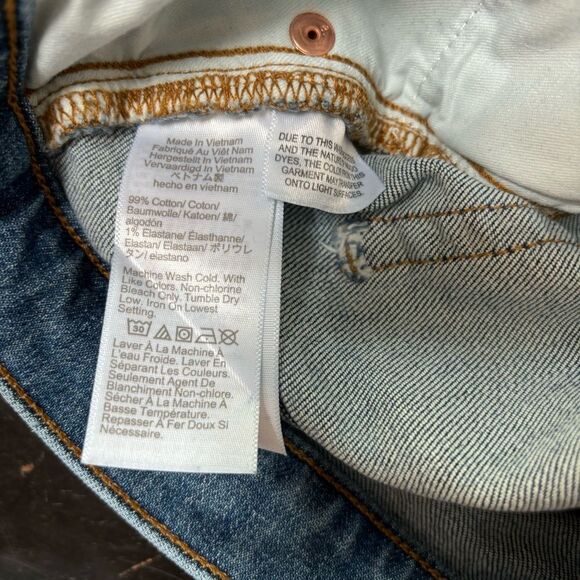 Made In Vietnam
Fabriqué Au Viêt Nam
Hergestellt In Vietnam
Vervaardigd In Vietnam
ベトナム製
hecho en vietnam
99% Cotton/ Coton/
Baumwolle/ Katoen/ 綿/
algodón
1% Elastane/ Élasthanne/
Elastan/ Elastaan/ ポリウレ
タン/ elastano
Machine Wash Cold. With
Like Colors. Non-chlorine
Bleach Only. Tumble Dry
Low. Iron On Lowest
Setting.
30
Laver À La Machine À
L'eau Froide. Laver En
Séparant Les Couleurs.
Seulement Agent De
Blanchiment Non-chlore.
Sécher À La Machine À
Basse Température.
Repasser À Fer Doux Si
Nécessaire.
DUE TO THIS
AND THE NATURE
DYES, THE COLOR THIS
GARMENT MAY TRANSFER
ONTO LIGHT SURFACES.